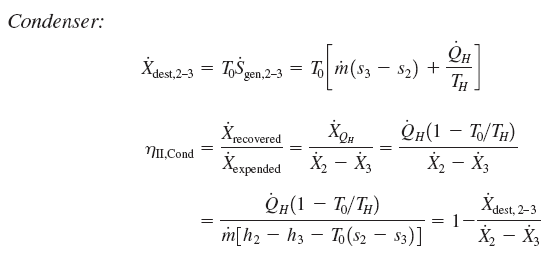 Condenser:
Ẋdest,2–3 = T₀Ṡgen,2–3 = T₀[ṁ(s₃ − s₂) + Q̇H/TH]
ηII,Cond = Ẋrecovered/Ẋexpended = ẊQ̇H/(Ẋ₂ − Ẋ₃) = Q̇H(1 − T₀/TH)/(Ẋ₂ − Ẋ₃)
= Q̇H(1 − T₀/TH)/(ṁ[h₂ − h₃ − T₀(s₂ − s₃)]) = 1−Ẋdest, 2–3/(Ẋ₂ − Ẋ₃)